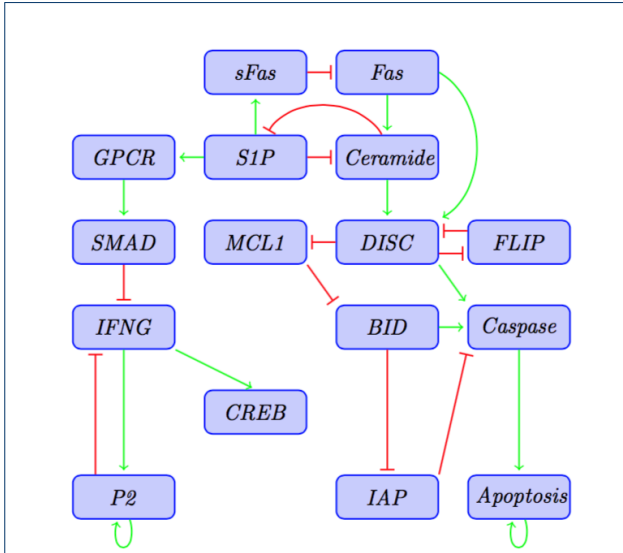 sFas Fas
GPCR S1P Ceramide
SMAD MCL1 DISC FLIP
IFNG BID Caspase
CREB
P2 IAP Apoptosis